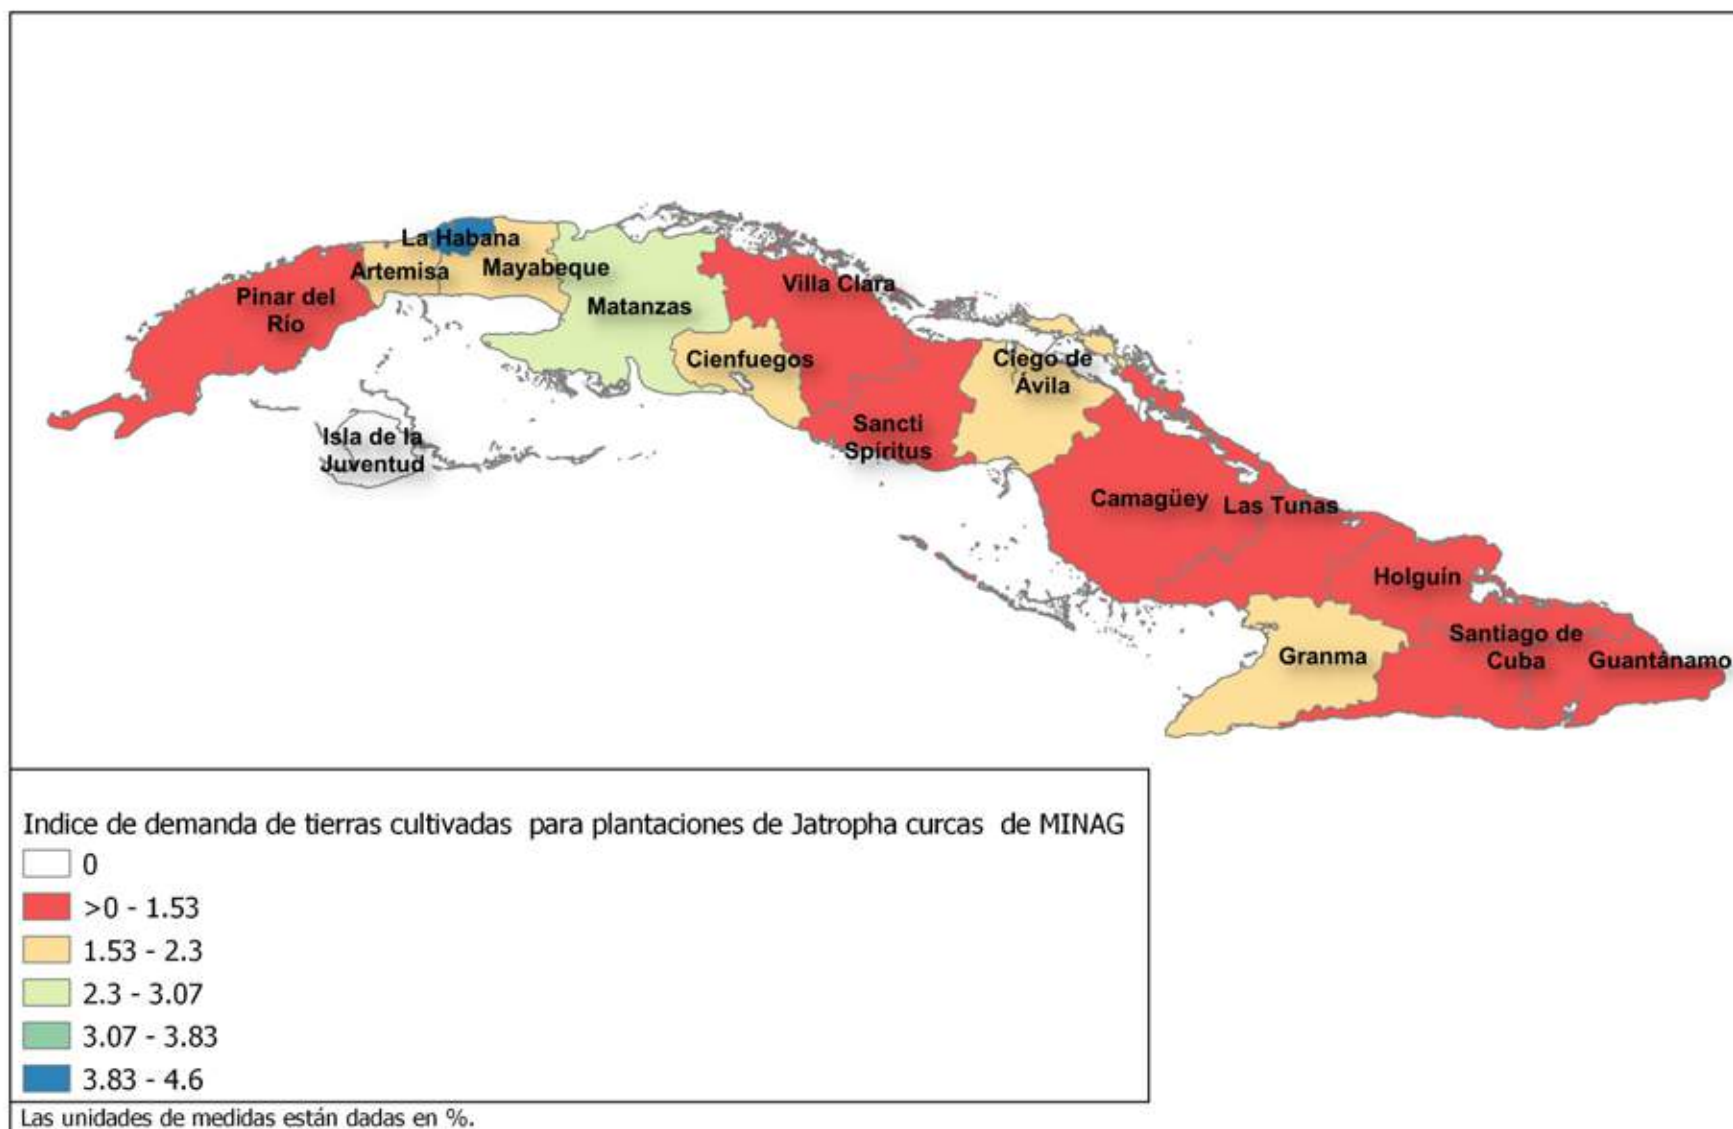 La Habana
Artemisa
Mayabeque
Pinar del
Río
Matanzas
Villa Clara
Cienfuegos
Ciego de
Ávila
Isla de la
Juventud
Sancti
Spíritus
Camagüey
Las Tunas
Holguín
Granma
Santiago de
Cuba
Guantánamo
Indice de demanda de tierras cultivadas para plantaciones de Jatropha curcas de MINAG
0
>0 - 1.53
1.53 - 2.3
2.3 - 3.07
3.07 - 3.83
3.83 - 4.6
Las unidades de medidas están dadas en %.